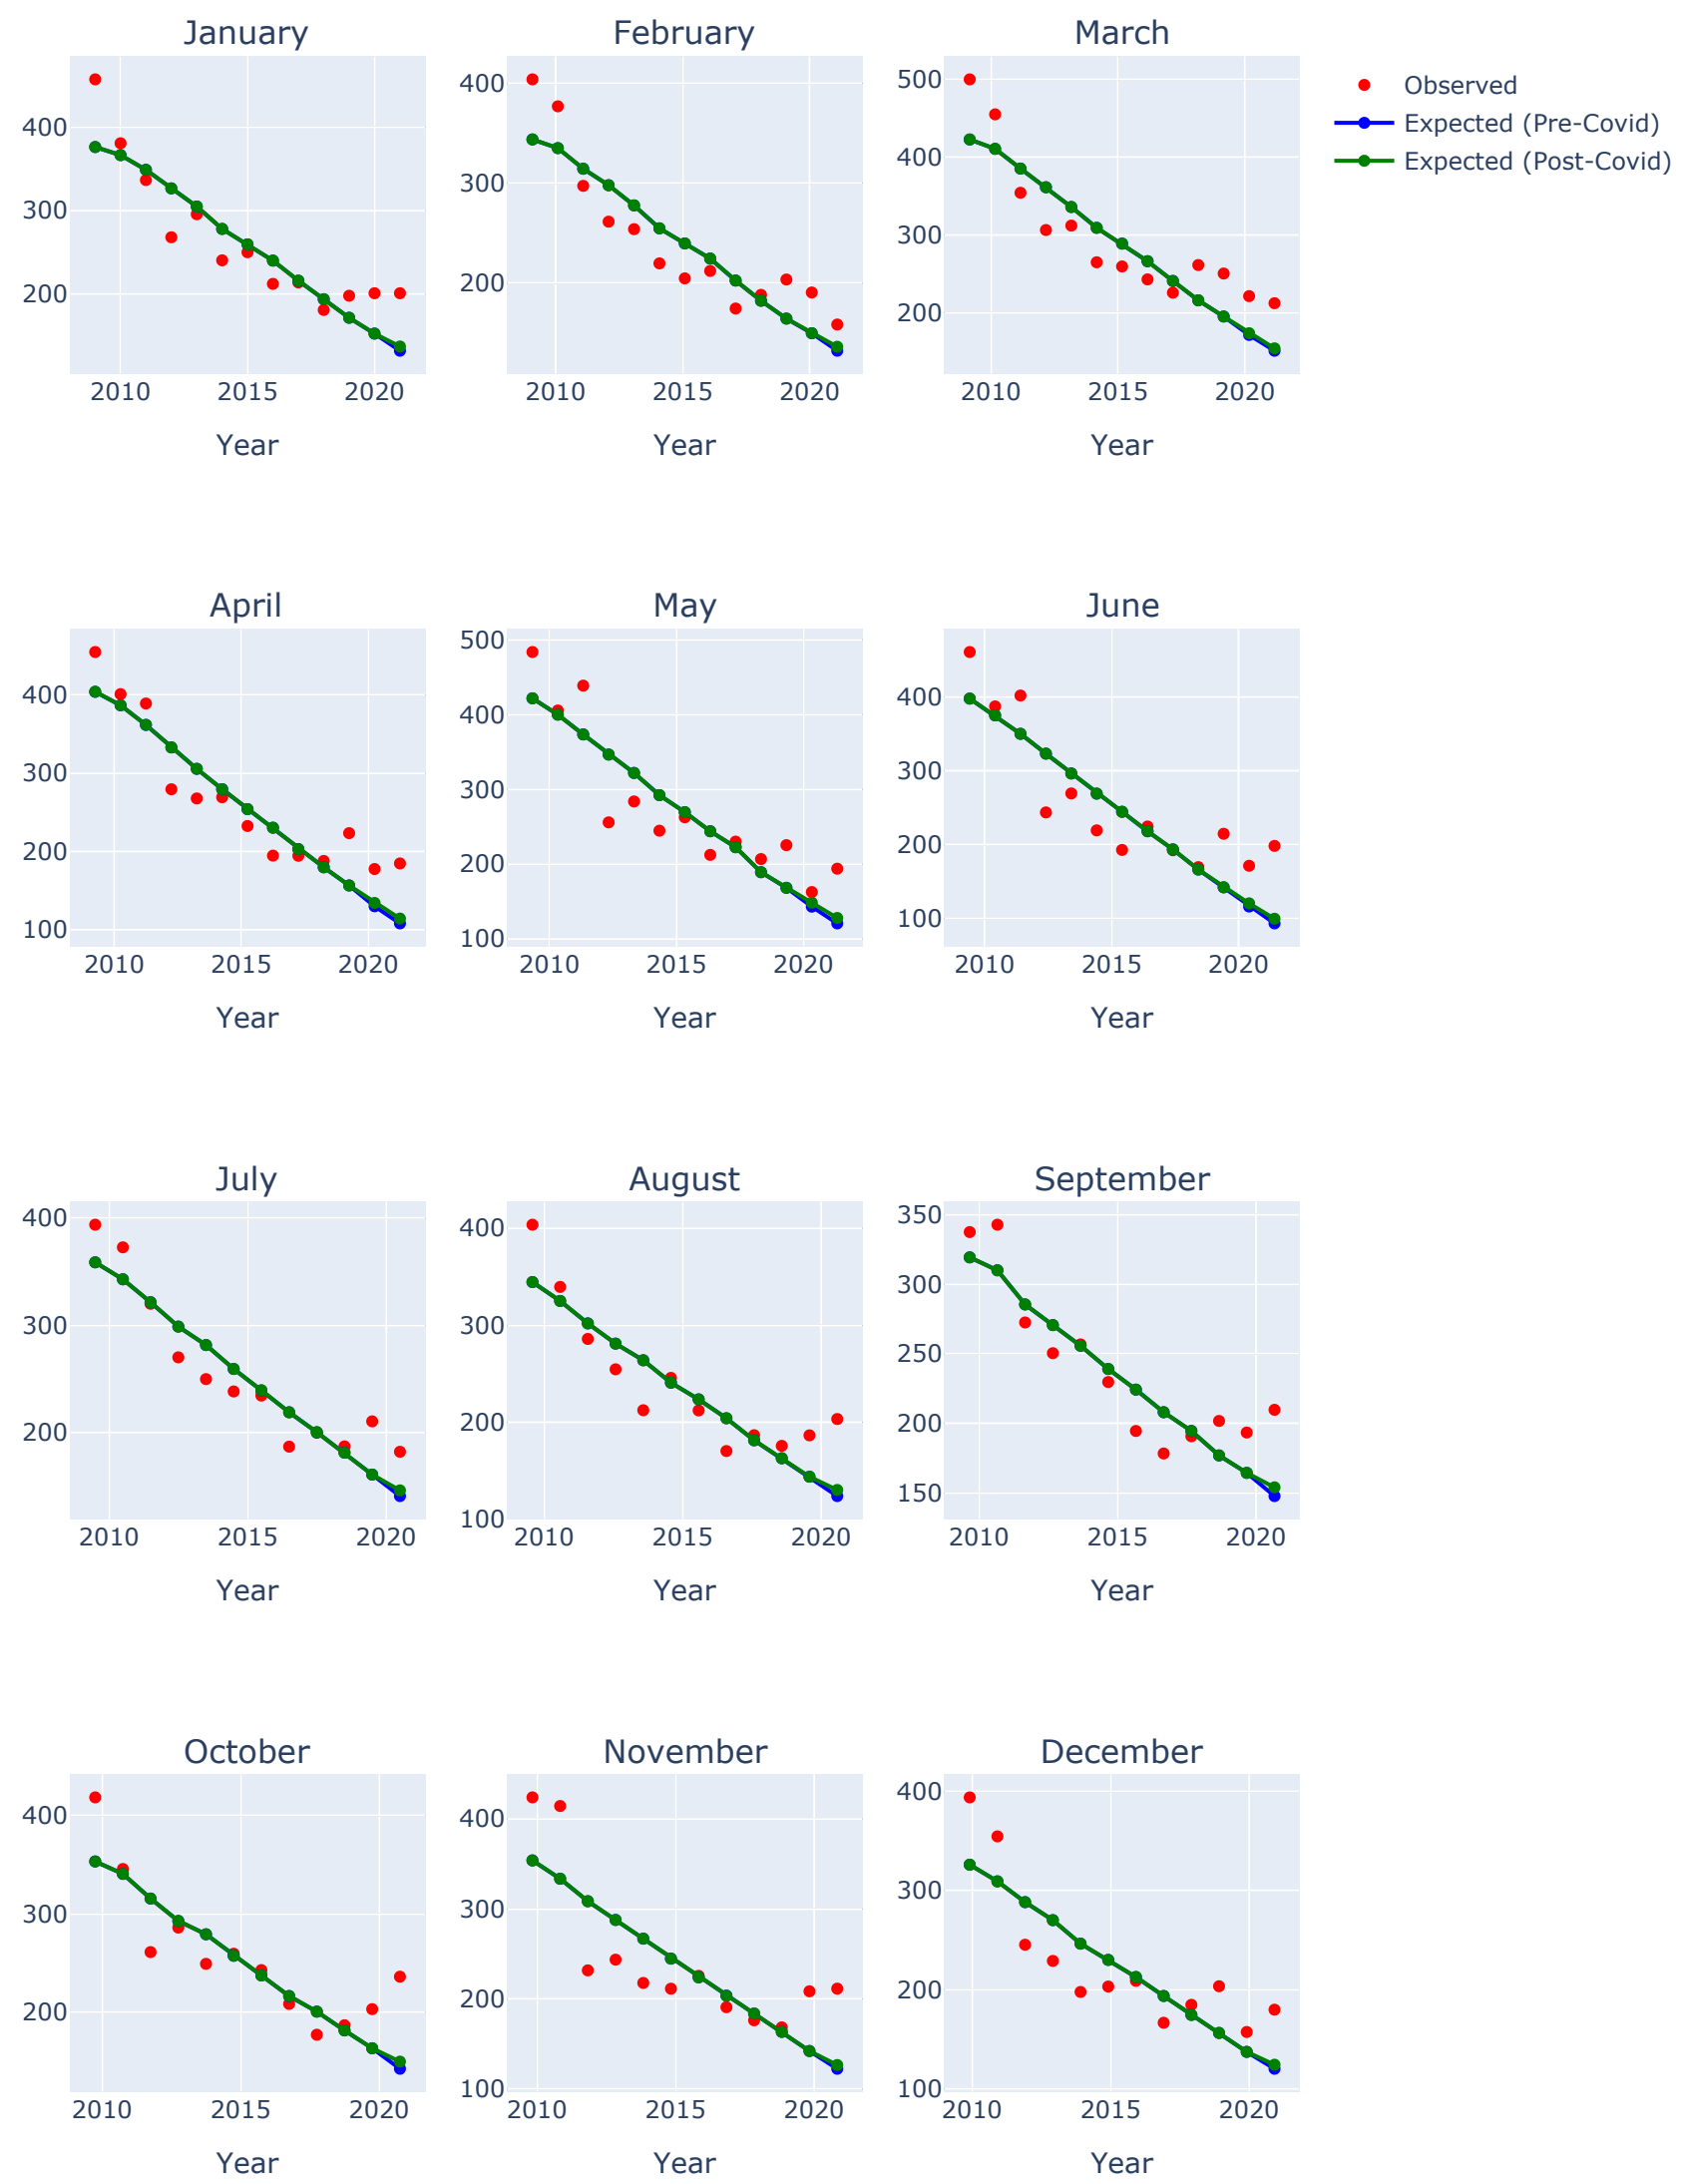 January
February
March
Observed
Expected (Pre-Covid)
Expected (Post-Covid)
400
300
200
2010 2015 2020
Year
400
300
200
2010 2015 2020
Year
500
400
300
200
2010 2015 2020
Year
April
May
June
400
300
200
100
2010 2015 2020
Year
500
400
300
200
100
2010 2015 2020
Year
400
300
200
100
2010 2015 2020
Year
July
August
September
400
300
200
2010 2015 2020
Year
400
300
200
100
2010 2015 2020
Year
350
300
250
200
150
2010 2015 2020
Year
October
November
December
400
300
200
2010 2015 2020
Year
400
300
200
100
2010 2015 2020
Year
400
300
200
100
2010 2015 2020
Year